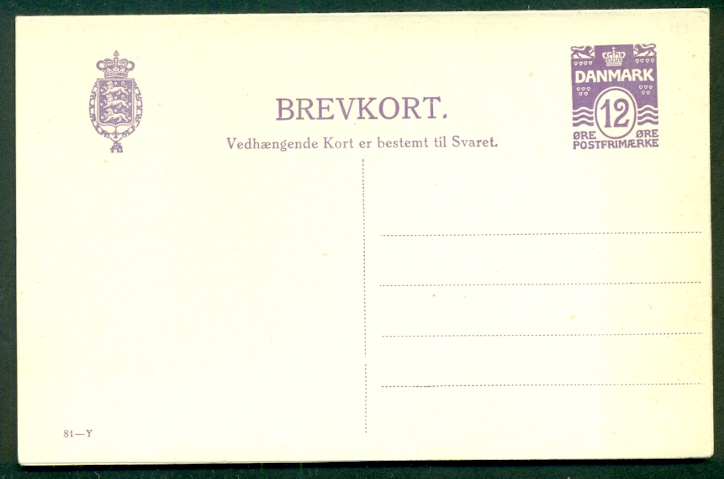 BREVKORT.
Vedhængende Kort er bestemt til Svaret.
DANMARK
12
ØRE ØRE
POSTFRIMÆRKE
81—Y